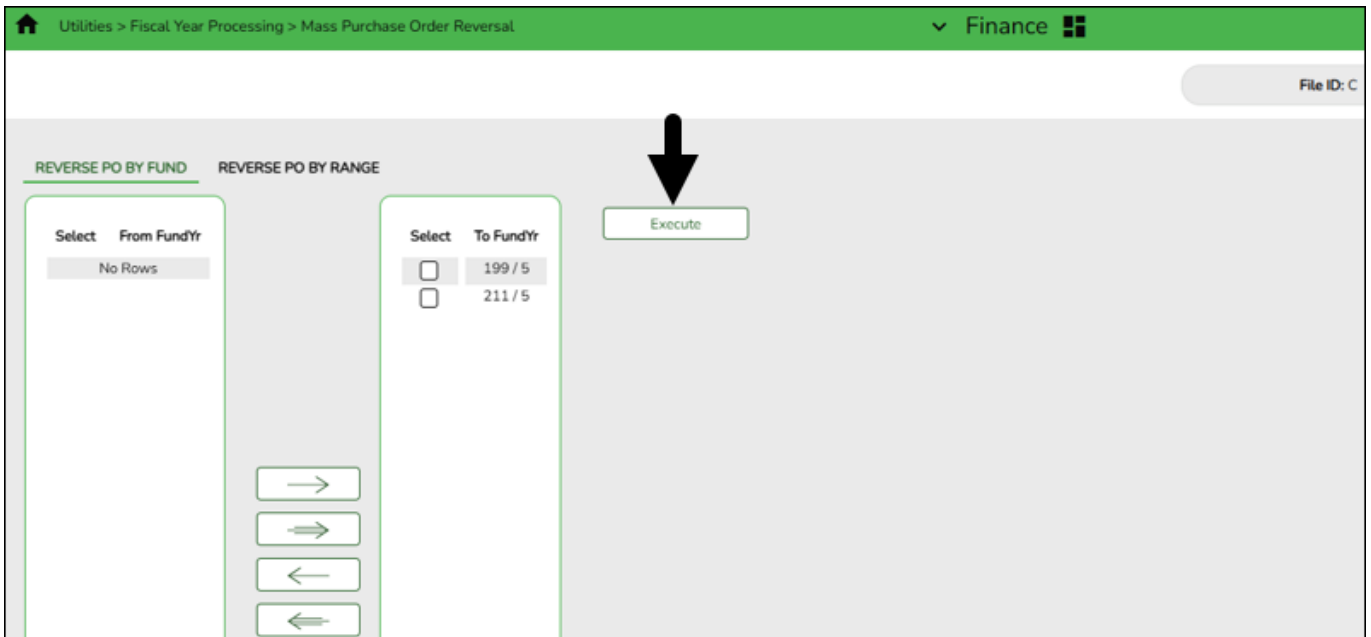 Utilities > Fiscal Year Processing > Mass Purchase Order Reversal
Finance
File ID: C
REVERSE PO BY FUND REVERSE PO BY RANGE
Select From FundYr
No Rows
Select To FundYr
199 / 5
211 / 5
Execute